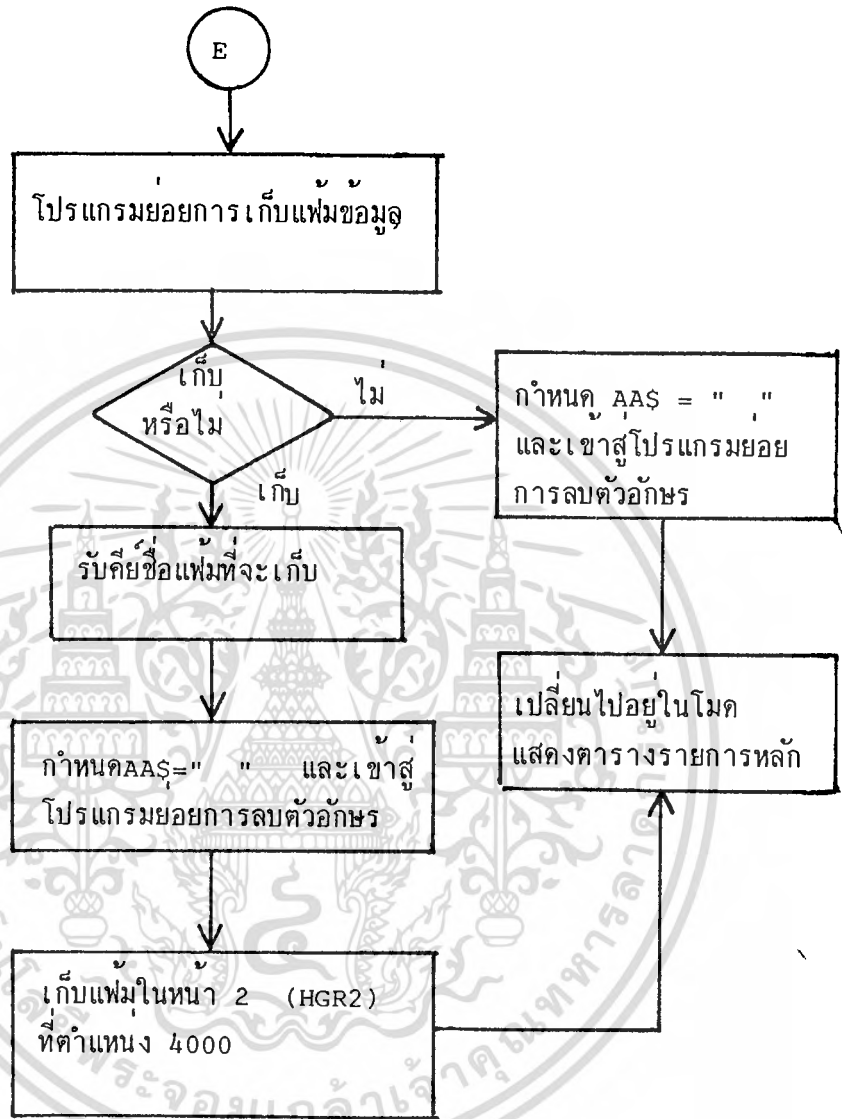 E
โปรแกรมย่อยการเก็บแฟ้มข้อมูล
เก็บ
หรือไม่
ไม่
เก็บ
กำหนด AA$ = "  "
และเข้าสู่โปรแกรมย่อย
การลบตัวอักษร
รับคีย์ชื่อแฟ้มที่จะเก็บ
เปลี่ยนไปอยู่ในโมด
แสดงตารางรายการหลัก
กำหนดAA$="  " และเข้าสู่
โปรแกรมย่อยการลบตัวอักษร
เก็บแฟ้มในหน้า 2 (HGR2)
ที่ตำแหน่ง 4000